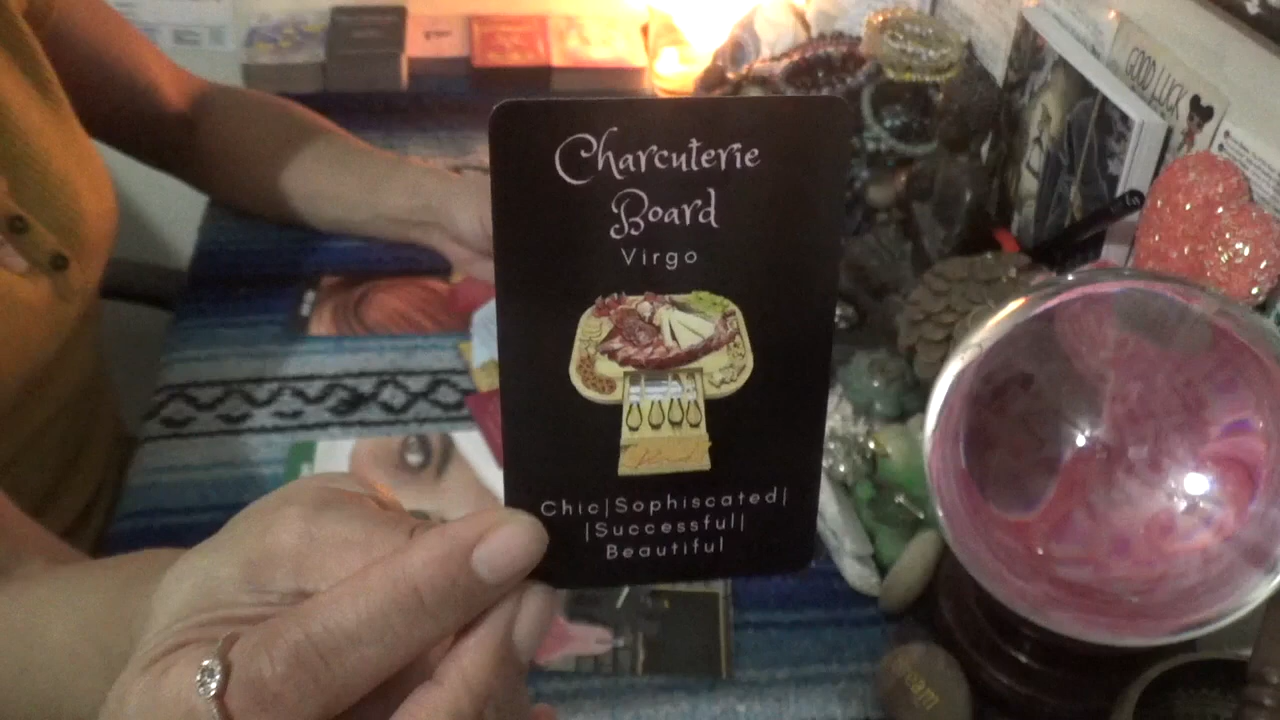 Charcuterie
Board
Virgo
Chic|Sophiscated|
|Successful|
Beautiful
GOOD LUCK